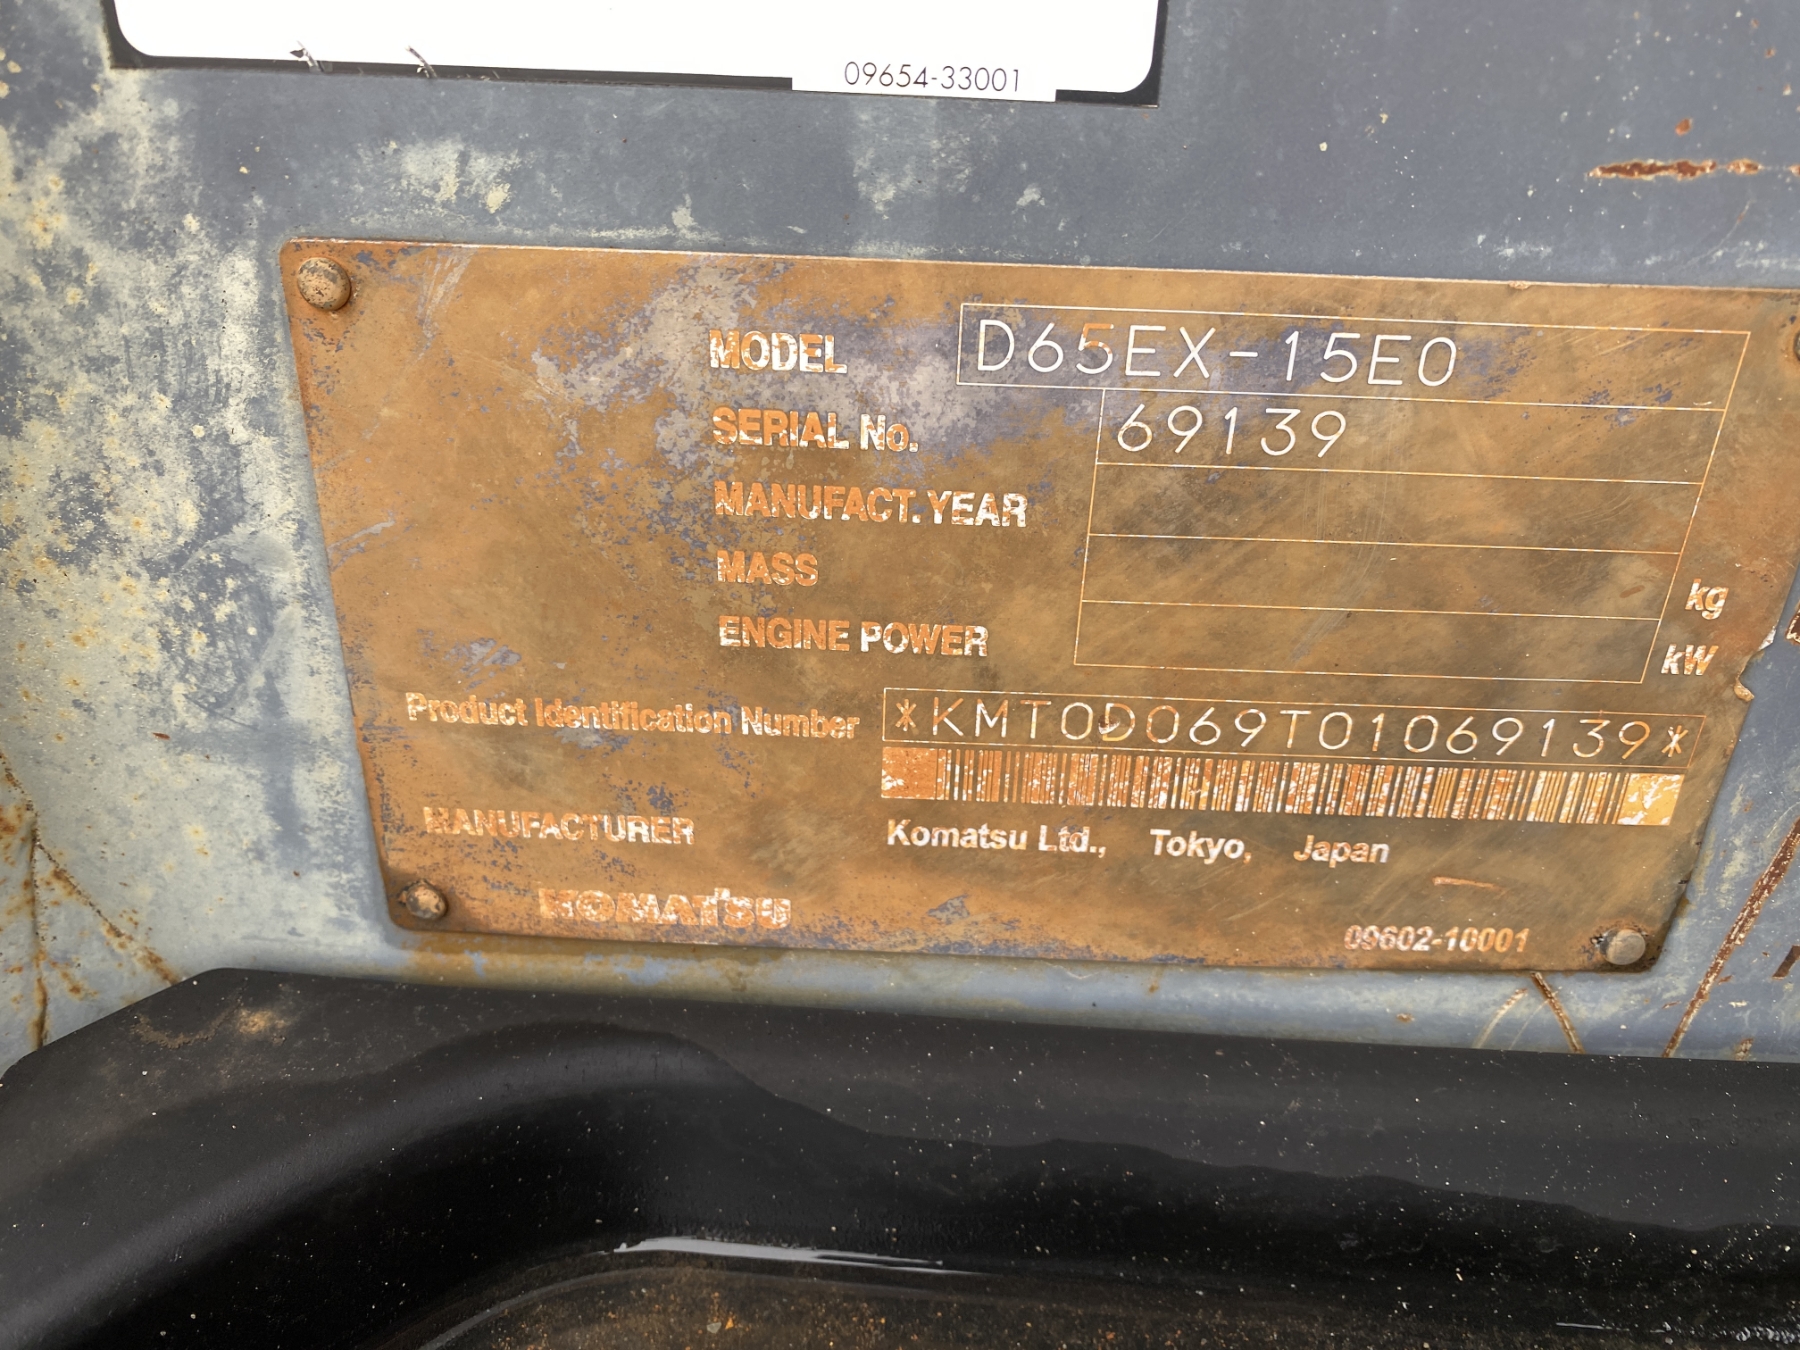 09654-33001
MODEL D65EX-15E0
SERIAL No. 69139
MANUFACT. YEAR
MASS kg
ENGINE POWER kW
Product Identification Number *KMT0D069T01069139*
MANUFACTURER Komatsu Ltd., Tokyo, Japan
KOMATSU
09602-10001